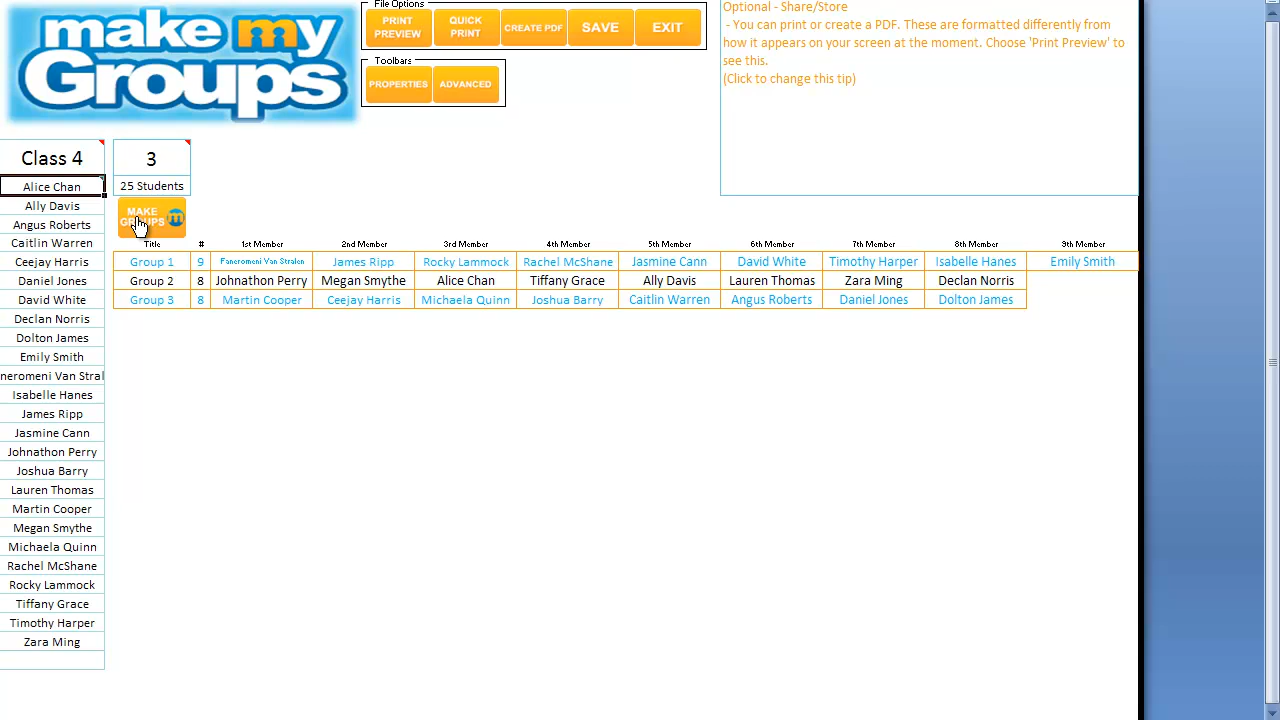 make my
Groups
File Options
PRINT PREVIEW
QUICK PRINT
CREATE PDF
SAVE
EXIT
Toolbars
PROPERTIES
ADVANCED
Optional - Share/Store
- You can print or create a PDF. These are formatted differently from
how it appears on your screen at the moment. Choose 'Print Preview' to
see this.
(Click to change this tip)
Class 4
3
25 Students
MAKE GROUPS m
Alice Chan
Ally Davis
Angus Roberts
Caitlin Warren
Ceejay Harris
Daniel Jones
David White
Declan Norris
Dolton James
Emily Smith
neromeni Van Stral
Isabelle Hanes
James Ripp
Jasmine Cann
Johnathon Perry
Joshua Barry
Lauren Thomas
Martin Cooper
Megan Smythe
Michaela Quinn
Rachel McShane
Rocky Lammock
Tiffany Grace
Timothy Harper
Zara Ming
Title # 1st Member 2nd Member 3rd Member 4th Member 5th Member 6th Member 7th Member 8th Member 9th Member
Group 1 9 Faneromeni Van Stralen James Ripp Rocky Lammock Rachel McShane Jasmine Cann David White Timothy Harper Isabelle Hanes Emily Smith
Group 2 8 Johnathon Perry Megan Smythe Alice Chan Tiffany Grace Ally Davis Lauren Thomas Zara Ming Declan Norris
Group 3 8 Martin Cooper Ceejay Harris Michaela Quinn Joshua Barry Caitlin Warren Angus Roberts Daniel Jones Dolton James